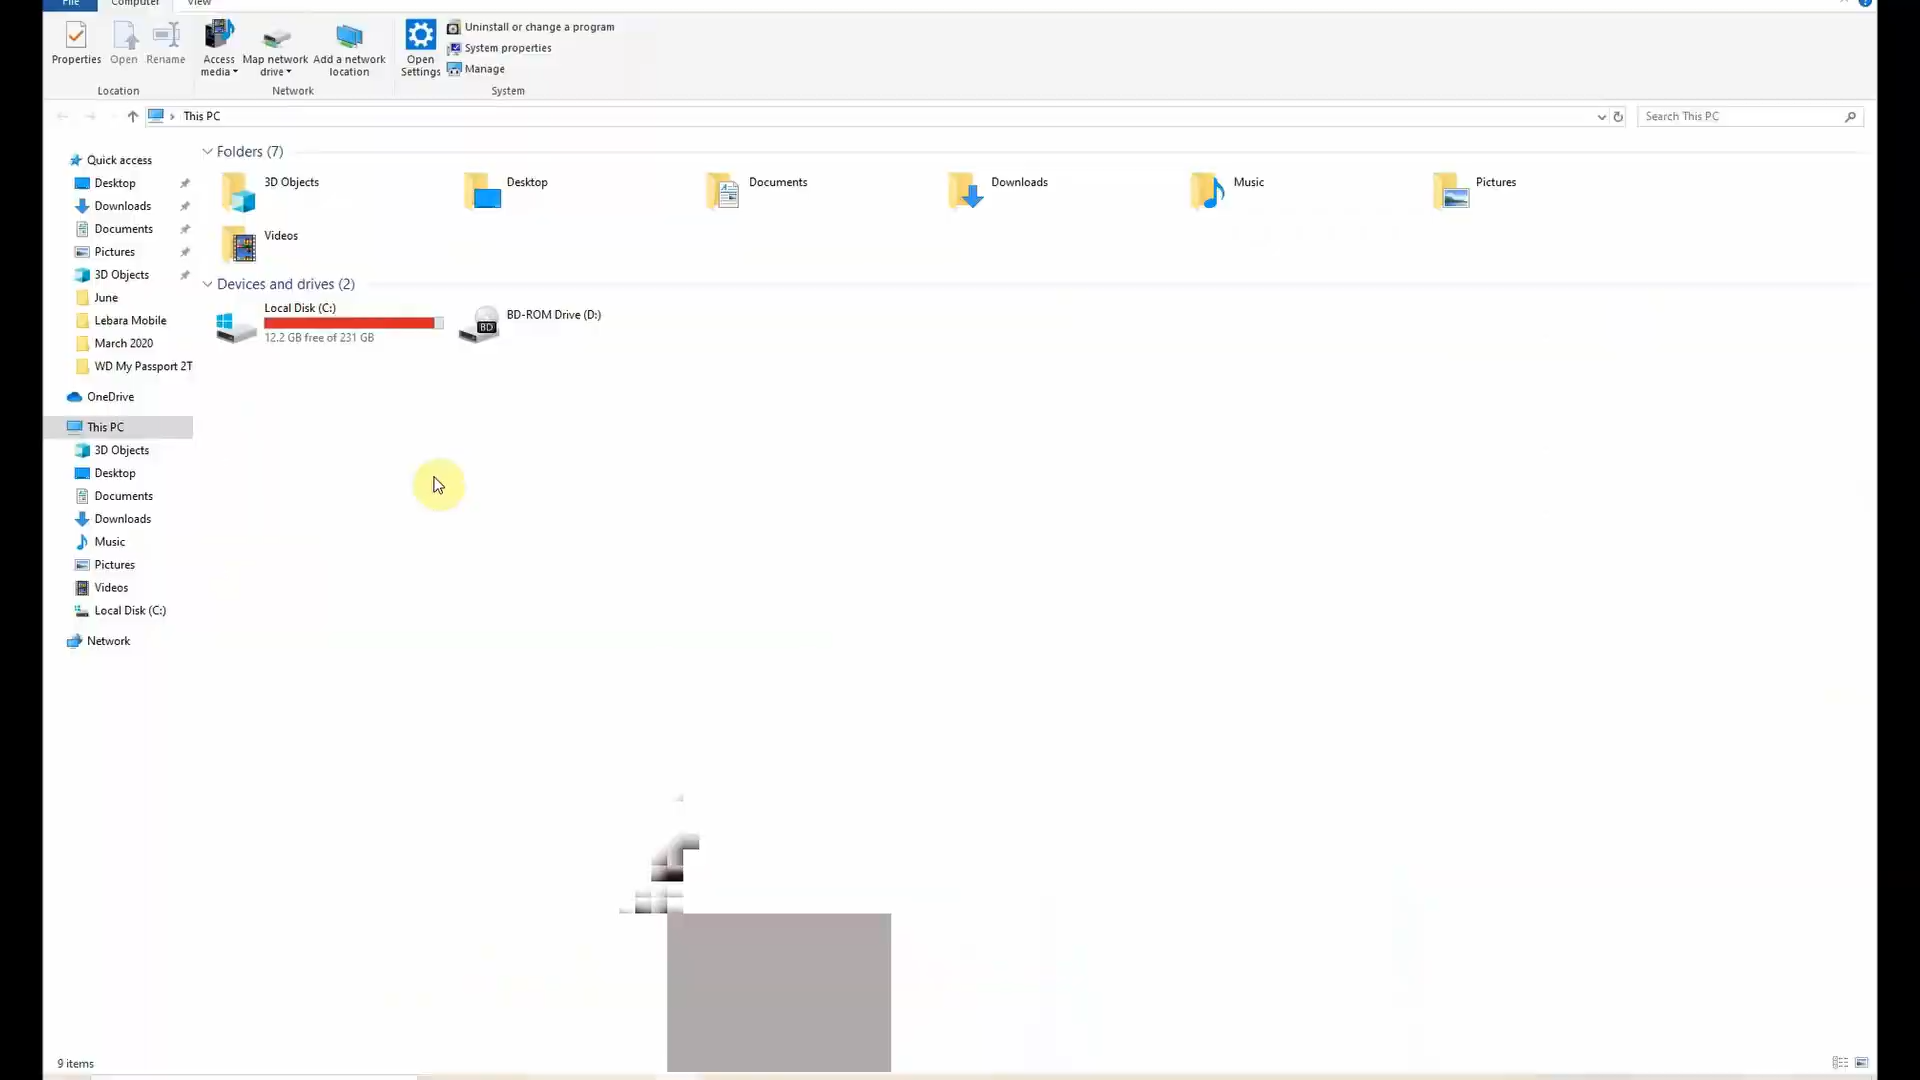 File Computer View
Properties Open Rename Access media Map network drive Add a network location Open Settings
Uninstall or change a program
System properties
Manage
Location Network System
This PC
Search This PC
Quick access
Desktop
Downloads
Documents
Pictures
3D Objects
June
Lebara Mobile
March 2020
WD My Passport 2T
OneDrive
This PC
3D Objects
Desktop
Documents
Downloads
Music
Pictures
Videos
Local Disk (C:)
Network
Folders (7)
3D Objects Desktop Documents Downloads Music Pictures
Videos
Devices and drives (2)
Local Disk (C:)
12.2 GB free of 231 GB
BD
BD-ROM Drive (D:)
9 items